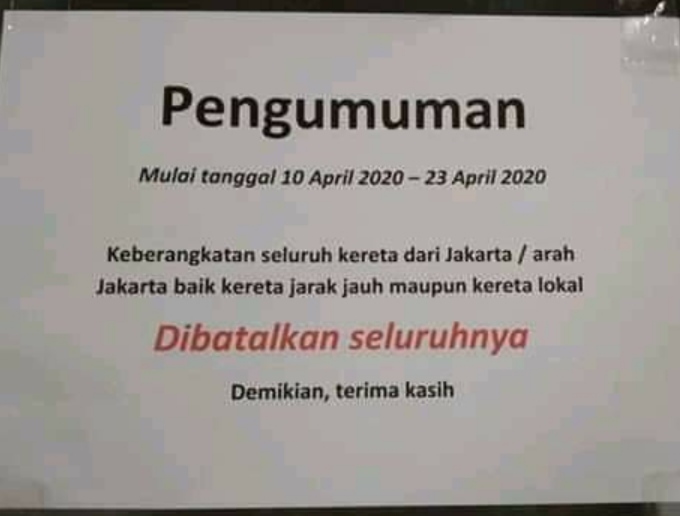 Pengumuman
Mulai tanggal 10 April 2020 – 23 April 2020
Keberangkatan seluruh kereta dari Jakarta / arah
Jakarta baik kereta jarak jauh maupun kereta lokal
Dibatalkan seluruhnya
Demikian, terima kasih